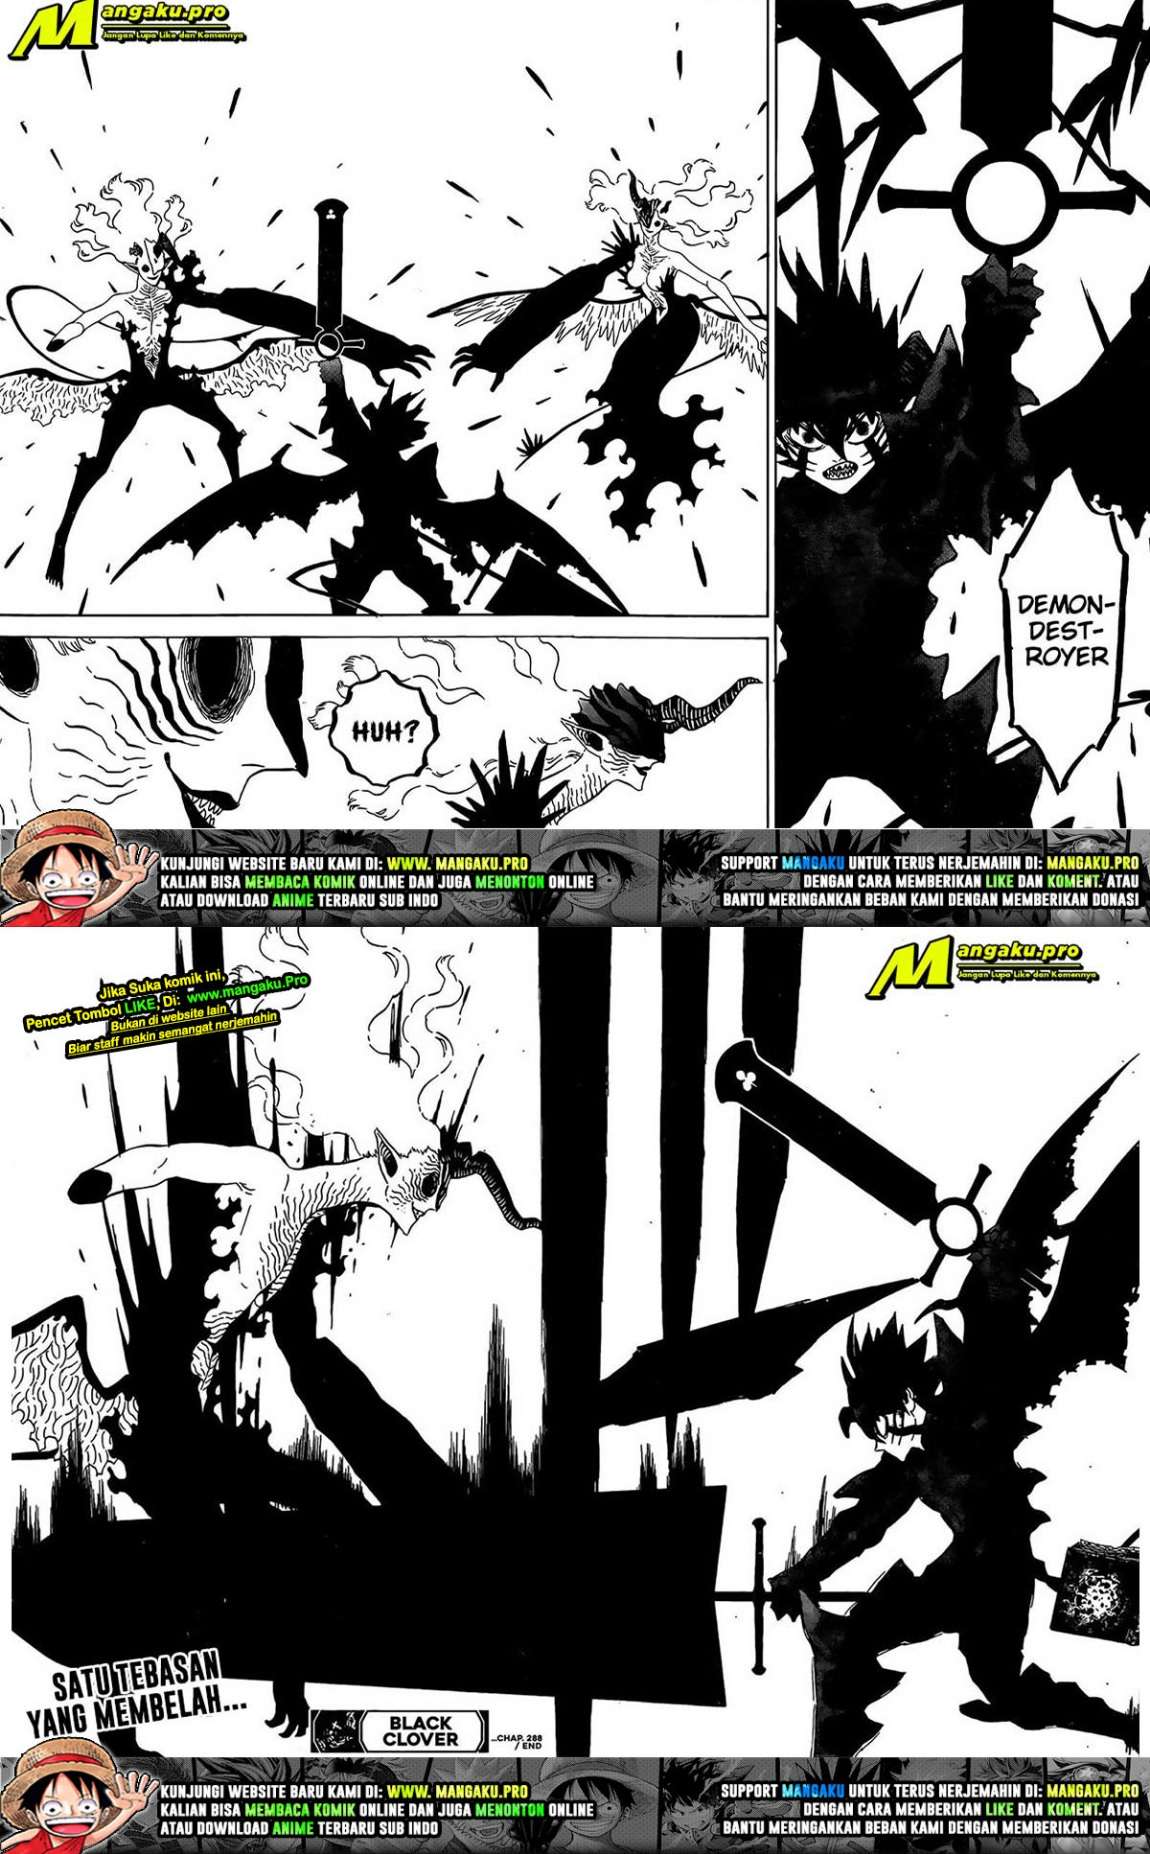 Mangaku.pro
Jangan Lupa Like dan Komennya
DEMON-
DEST-
ROYER
HUH?
KUNJUNGI WEBSITE BARU KAMI DI: WWW. MANGAKU.PRO
KALIAN BISA MEMBACA KOMIK ONLINE DAN JUGA MENONTON ONLINE
ATAU DOWNLOAD ANIME TERBARU SUB INDO
SUPPORT MANGAKU UNTUK TERUS NERJEMAHIN DI: MANGAKU.PRO
DENGAN CARA MEMBERIKAN LIKE DAN KOMENT. ATAU
BANTU MERINGANKAN BEBAN KAMI DENGAN MEMBERIKAN DONASI
Jika Suka komik ini,
Pencet Tombol LIKE, Di: www.mangaku.Pro
Bukan di website lain
Biar staff makin semangat nerjemahin
Mangaku.pro
Jangan Lupa Like dan Komennya
SATU TEBASAN
YANG MEMBELAH...
BLACK
CLOVER
...CHAP. 288
/ END
KUNJUNGI WEBSITE BARU KAMI DI: WWW. MANGAKU.PRO
KALIAN BISA MEMBACA KOMIK ONLINE DAN JUGA MENONTON ONLINE
ATAU DOWNLOAD ANIME TERBARU SUB INDO
SUPPORT MANGAKU UNTUK TERUS NERJEMAHIN DI: MANGAKU.PRO
DENGAN CARA MEMBERIKAN LIKE DAN KOMENT. ATAU
BANTU MERINGANKAN BEBAN KAMI DENGAN MEMBERIKAN DONASI